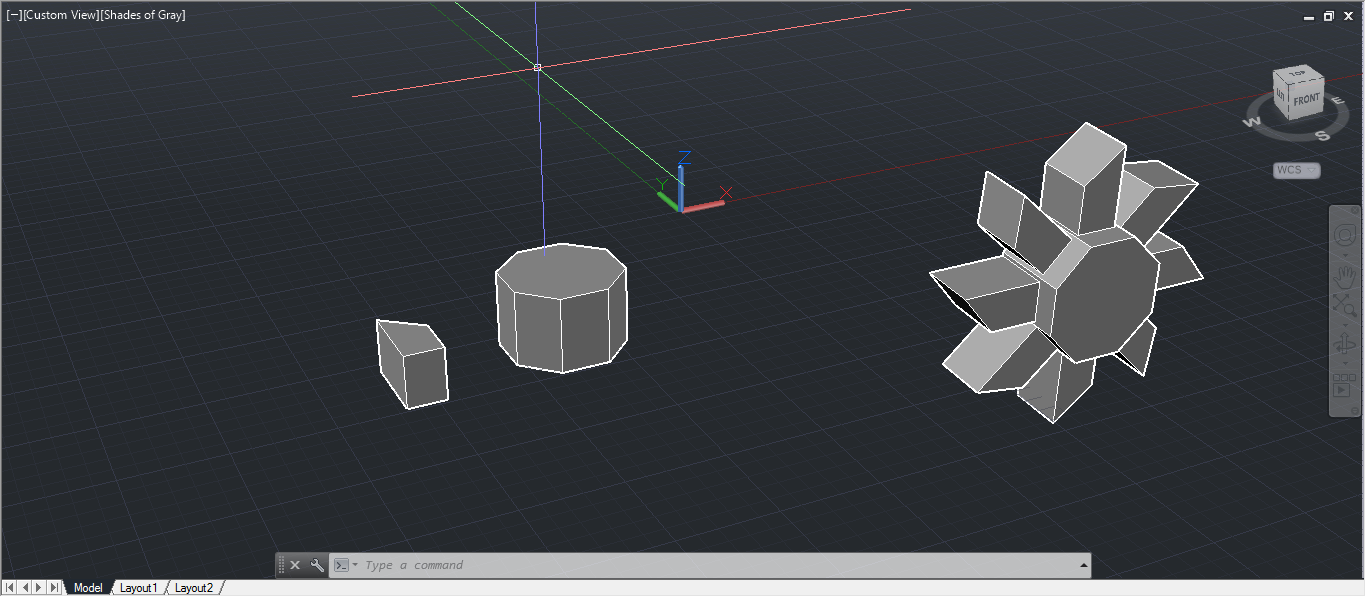 [−][Custom View][Shades of Gray]
Z
Y
X
TOP
FRONT
W
E
S
WCS
Type a command
Model
Layout1
Layout2